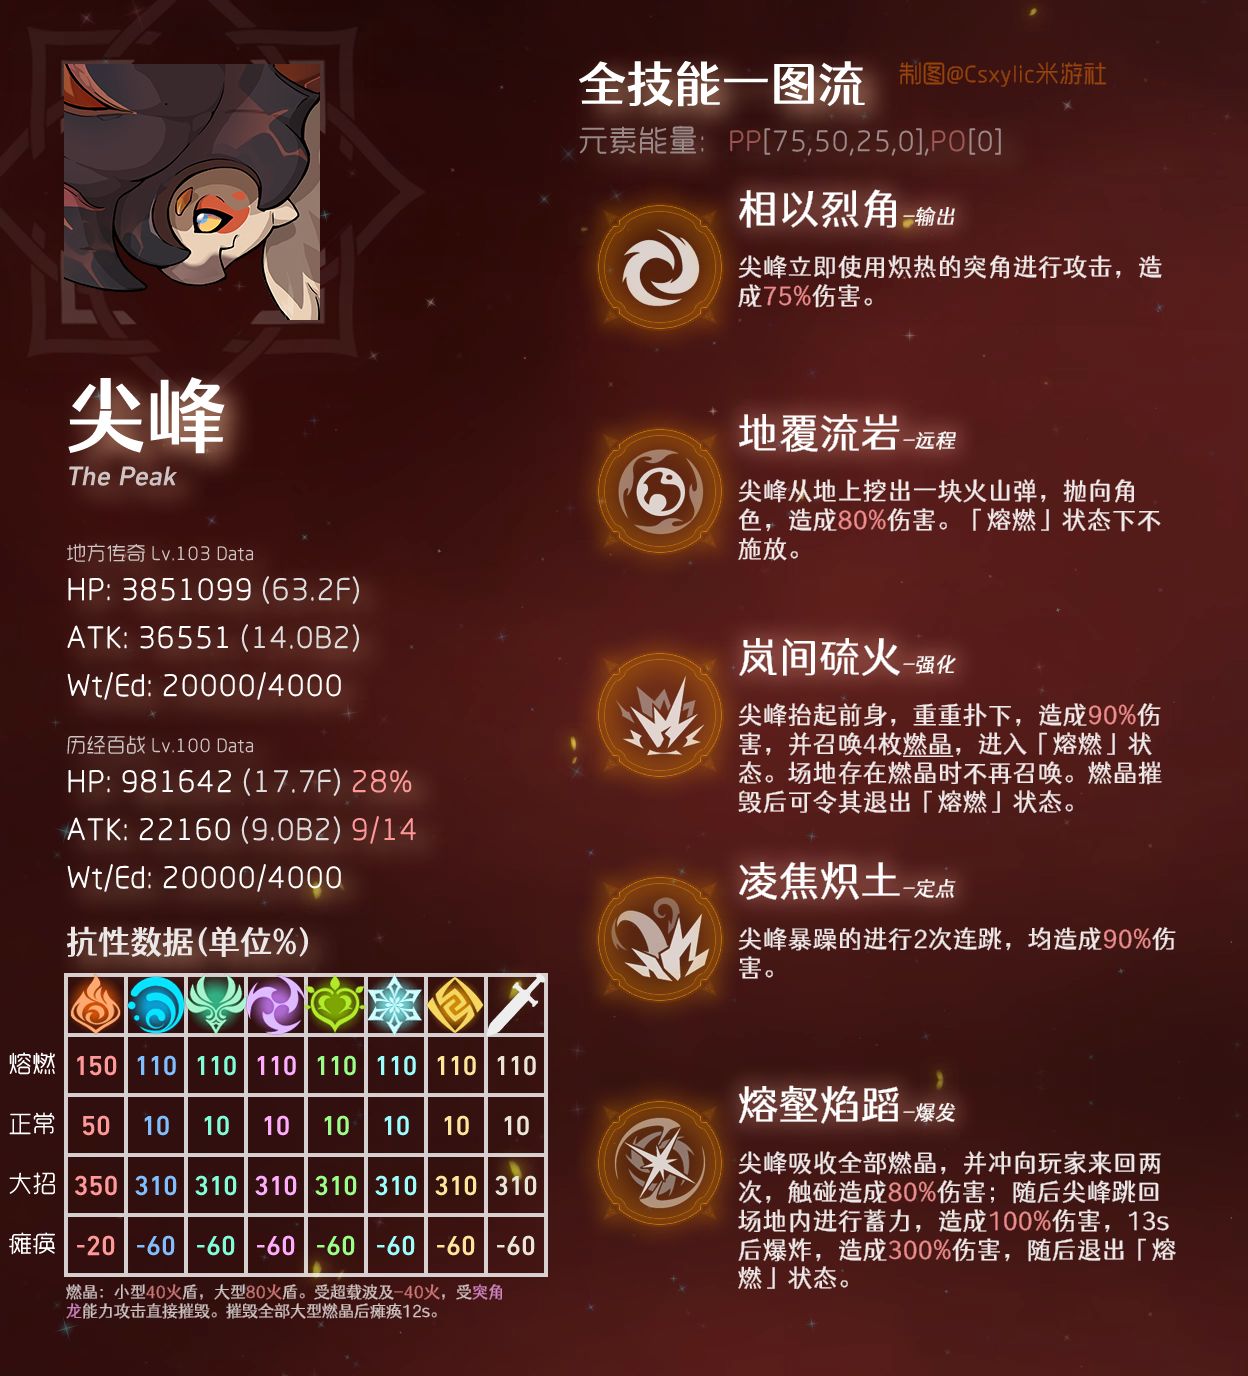 全技能一图流
制图@Csxylic米游社
元素能量：PP[75,50,25,0],PO[0]
尖峰
The Peak
地方传奇 Lv.103 Data
HP: 3851099 (63.2F)
ATK: 36551 (14.0B2)
Wt/Ed: 20000/4000
历经百战 Lv.100 Data
HP: 981642 (17.7F) 28%
ATK: 22160 (9.0B2) 9/14
Wt/Ed: 20000/4000
抗性数据(单位%)
熔燃 150 110 110 110 110 110 110 110
正常 50 10 10 10 10 10 10 10
大招 350 310 310 310 310 310 310 310
瘫痪 -20 -60 -60 -60 -60 -60 -60 -60
燃晶：小型40火盾，大型80火盾。受超载波及-40火，受突角
龙能力攻击直接摧毁。摧毁全部大型燃晶后瘫痪12s。
相以烈角-输出
尖峰立即使用炽热的突角进行攻击，造
成75%伤害。
地覆流岩-远程
尖峰从地上挖出一块火山弹，抛向角
色，造成80%伤害。「熔燃」状态下不
施放。
岚间硫火-强化
尖峰抬起前身，重重扑下，造成90%伤
害，并召唤4枚燃晶，进入「熔燃」状
态。场地存在燃晶时不再召唤。燃晶摧
毁后可令其退出「熔燃」状态。
凌焦炽土-定点
尖峰暴躁的进行2次连跳，均造成90%伤
害。
熔壑焰蹈-爆发
尖峰吸收全部燃晶，并冲向玩家来回两
次，触碰造成80%伤害；随后尖峰跳回
场地内进行蓄力，造成100%伤害，13s
后爆炸，造成300%伤害，随后退出「熔
燃」状态。